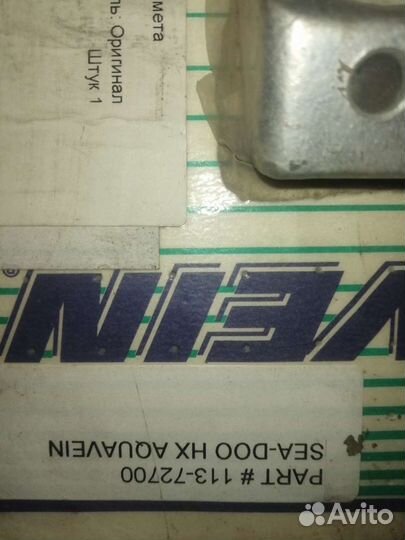 мета
ль: Оригинал
Штук 1
VEIN
®
PART # 113-72700
SEA-DOO HX AQUAVEIN
Avito